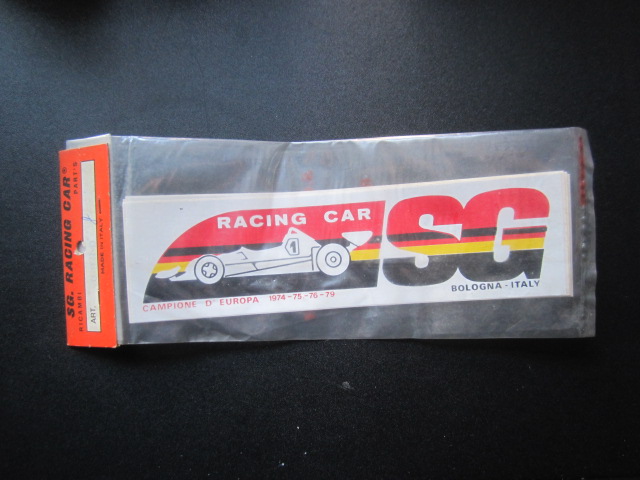 SG. RACING CAR®
RICAMBI PART'S
ART.
MADE IN ITALY
RACING CAR
1
SG
CAMPIONE D'EUROPA 1974-75-76-79
BOLOGNA-ITALY